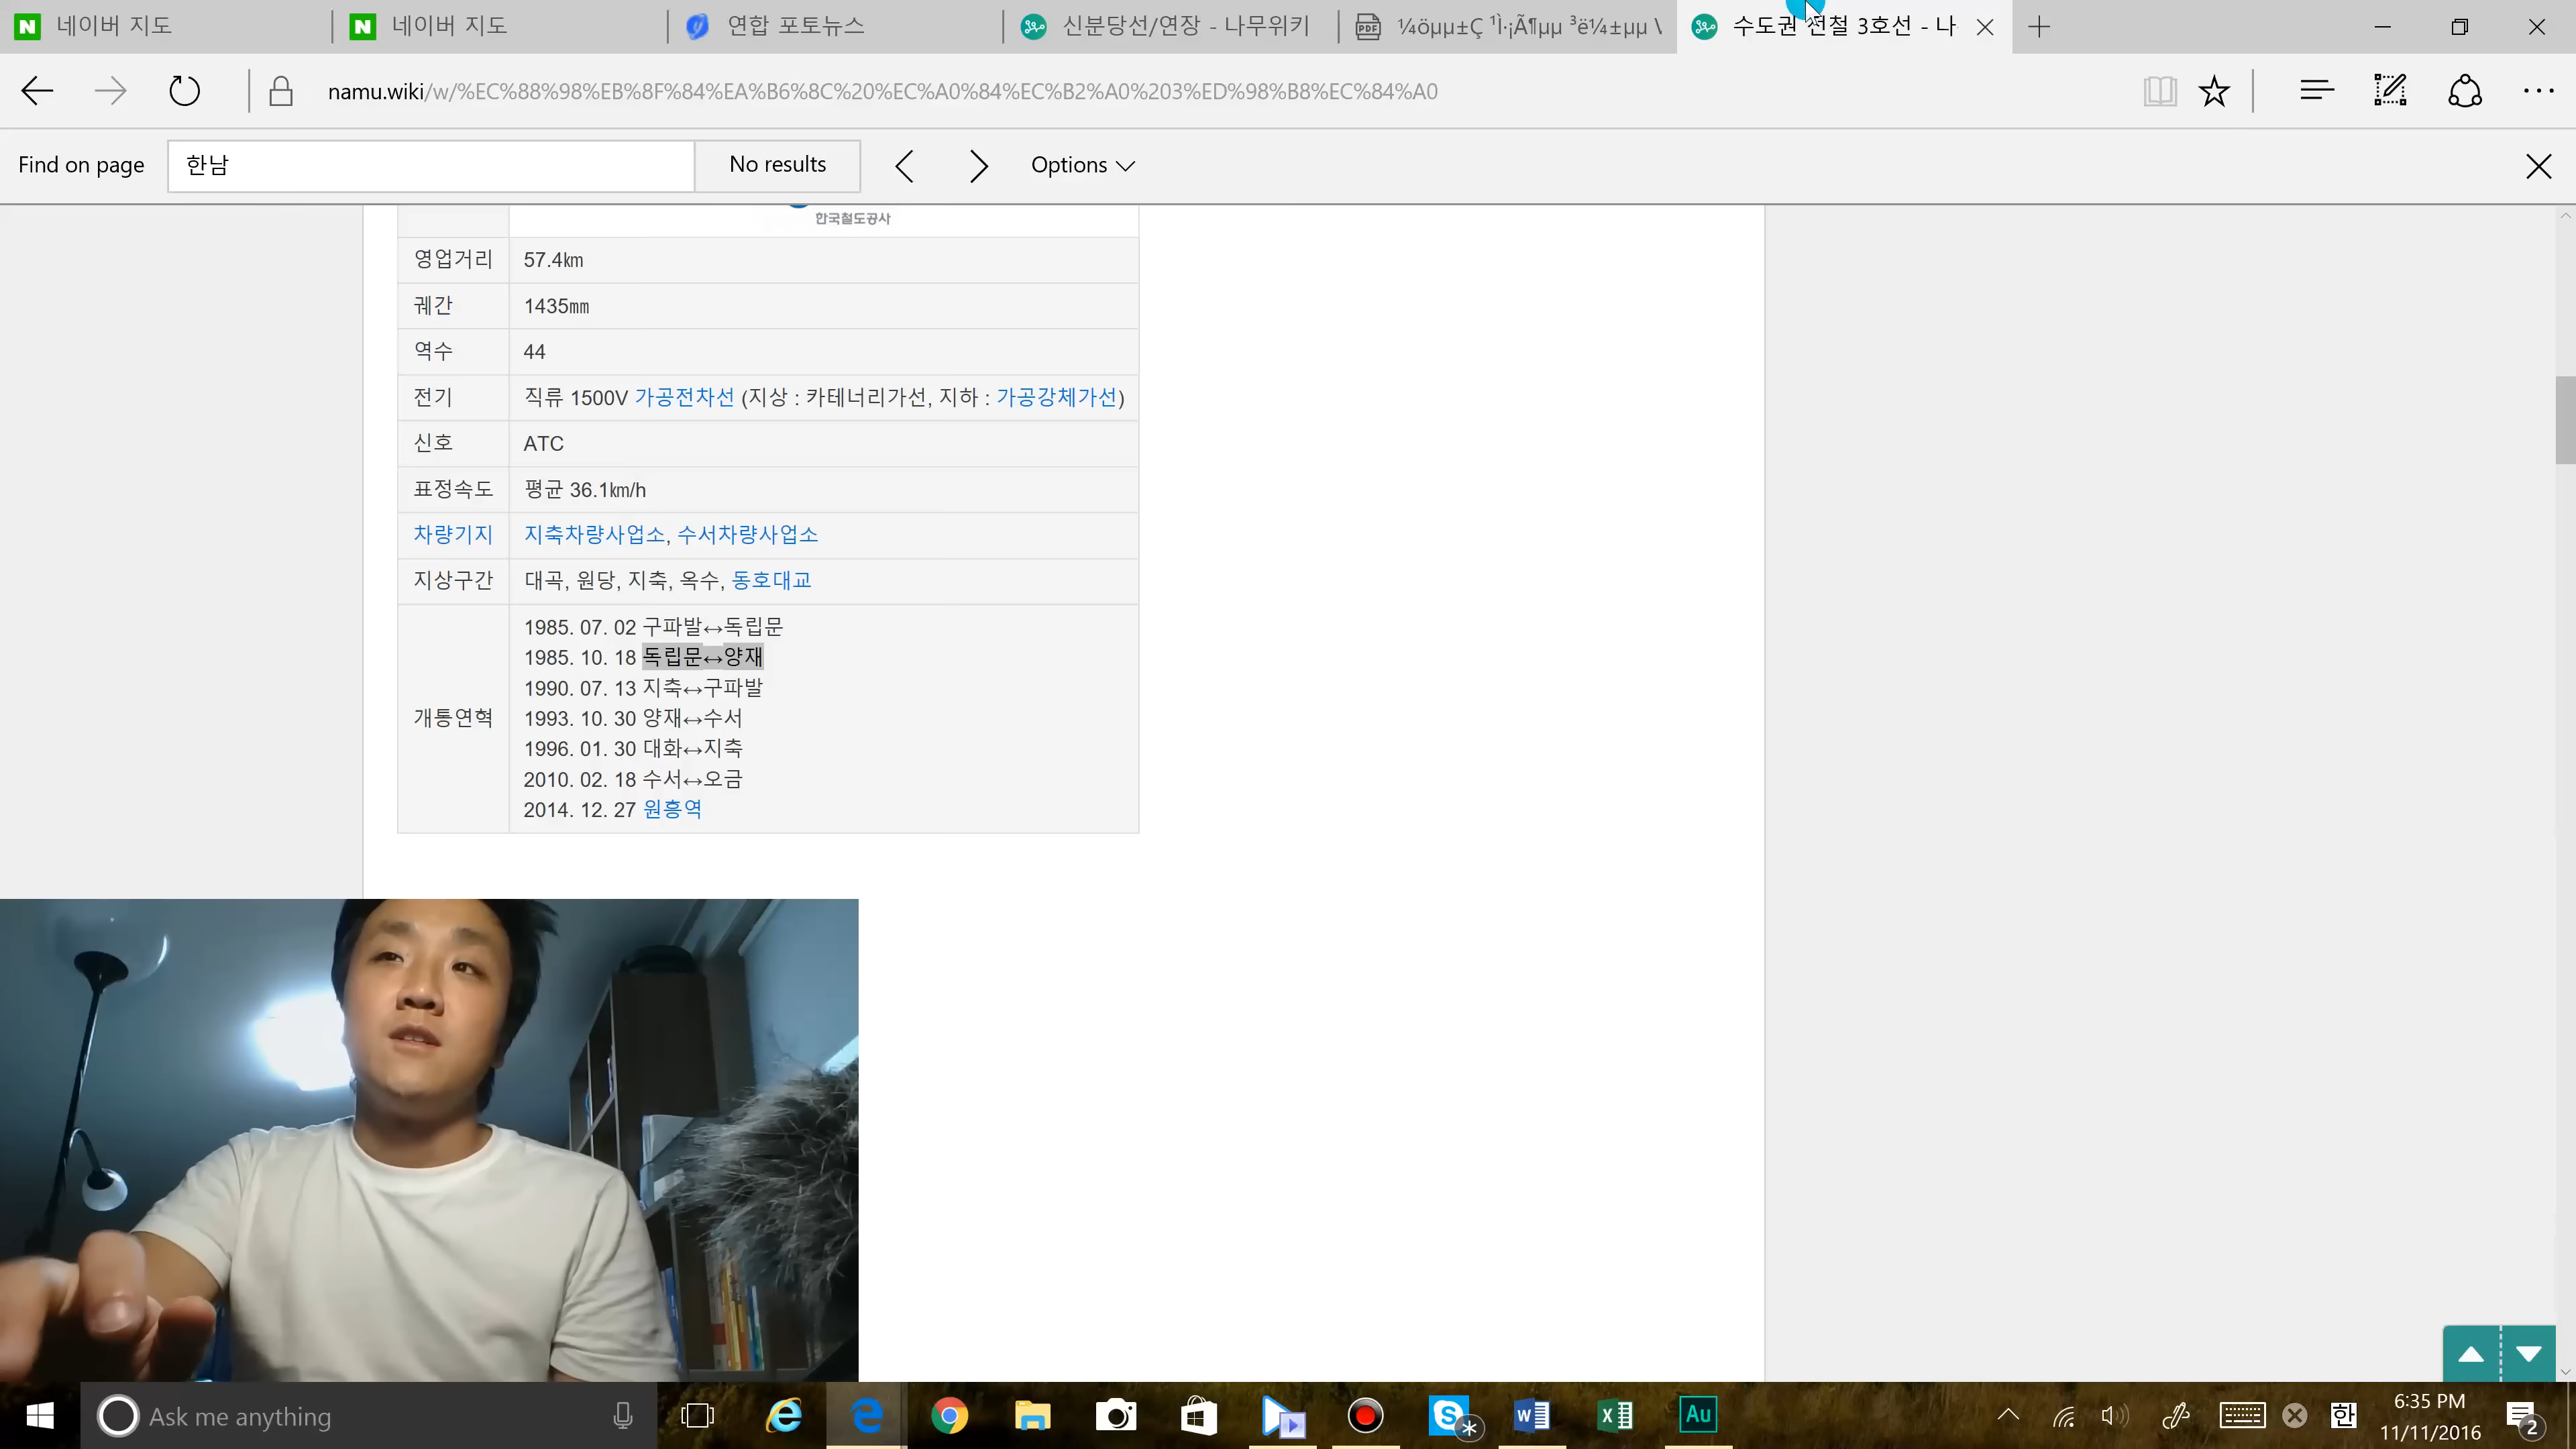 네이버 지도
네이버 지도
연합 포토뉴스
신분당선/연장 - 나무위키
¼öµµ±Ç ¹Ì·¡Ã¶µµ ³ë¼±µµ \
수도권 전철 3호선 - 나
namu.wiki/w/%EC%88%98%EB%8F%84%EA%B6%8C%20%EC%A0%84%EC%B2%A0%203%ED%98%B8%EC%84%A0
Find on page 한남 No results Options
한국철도공사
영업거리 57.4㎞
궤간 1435㎜
역수 44
전기 직류 1500V 가공전차선 (지상 : 카테너리가선, 지하 : 가공강체가선)
신호 ATC
표정속도 평균 36.1㎞/h
차량기지 지축차량사업소, 수서차량사업소
지상구간 대곡, 원당, 지축, 옥수, 동호대교
개통연혁
1985. 07. 02 구파발↔독립문
1985. 10. 18 독립문↔양재
1990. 07. 13 지축↔구파발
1993. 10. 30 양재↔수서
1996. 01. 30 대화↔지축
2010. 02. 18 수서↔오금
2014. 12. 27 원흥역
Ask me anything
Au
한
6:35 PM
11/11/2016
2